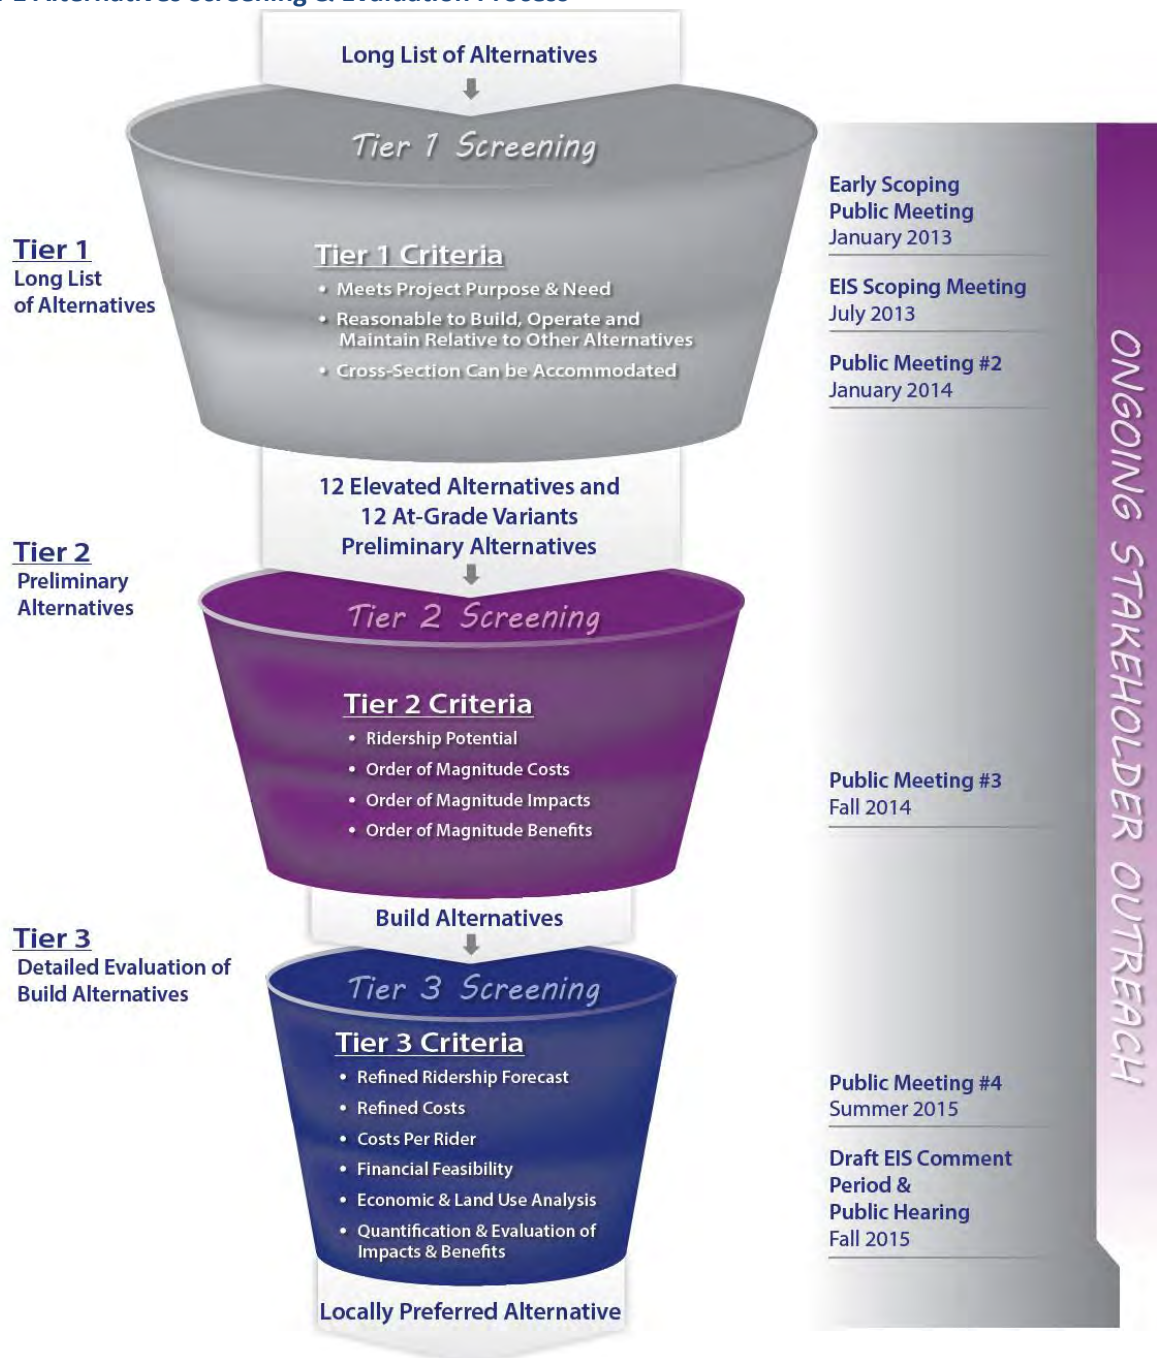 Alternatives Screening & Evaluation Process
Long List of Alternatives
Tier 1 Screening
Tier 1
Long List
of Alternatives
Tier 1 Criteria
• Meets Project Purpose & Need
• Reasonable to Build, Operate and
Maintain Relative to Other Alternatives
• Cross-Section Can be Accommodated
12 Elevated Alternatives and
12 At-Grade Variants
Preliminary Alternatives
Tier 2
Preliminary
Alternatives
Tier 2 Screening
Tier 2 Criteria
• Ridership Potential
• Order of Magnitude Costs
• Order of Magnitude Impacts
• Order of Magnitude Benefits
Build Alternatives
Tier 3
Detailed Evaluation of
Build Alternatives
Tier 3 Screening
Tier 3 Criteria
• Refined Ridership Forecast
• Refined Costs
• Costs Per Rider
• Financial Feasibility
• Economic & Land Use Analysis
• Quantification & Evaluation of
Impacts & Benefits
Locally Preferred Alternative
Early Scoping
Public Meeting
January 2013
EIS Scoping Meeting
July 2013
Public Meeting #2
January 2014
Public Meeting #3
Fall 2014
Public Meeting #4
Summer 2015
Draft EIS Comment
Period &
Public Hearing
Fall 2015
ONGOING STAKEHOLDER OUTREACH